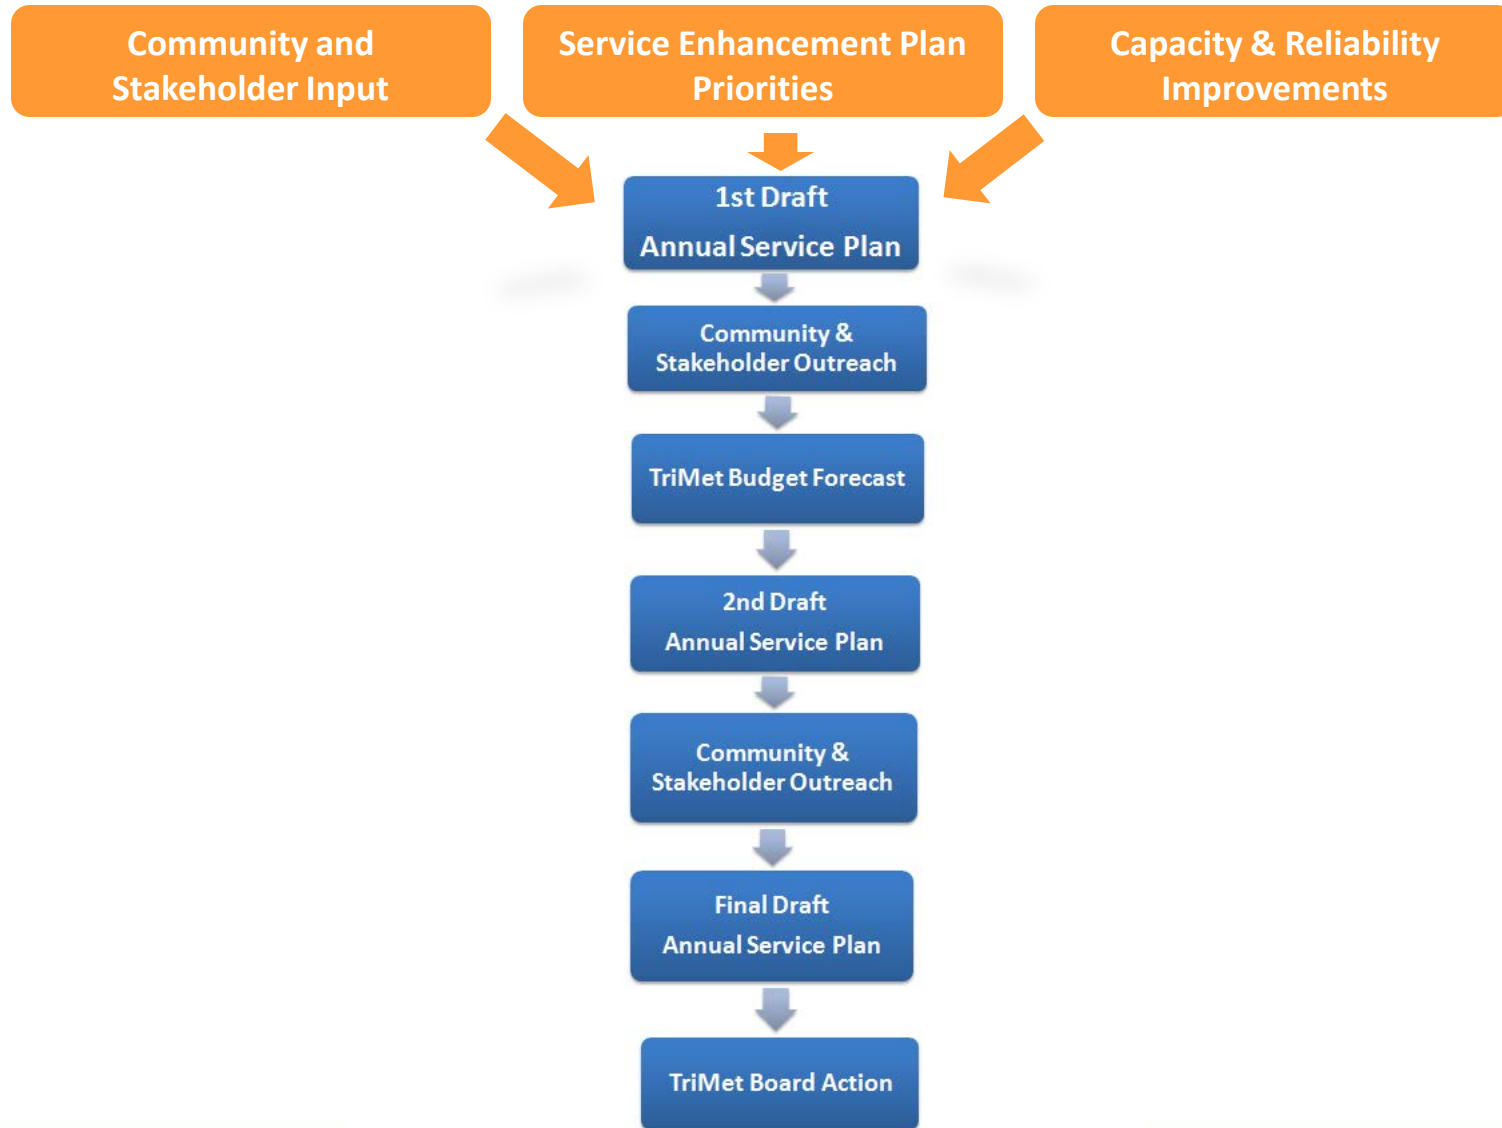 Community and
Stakeholder Input
Service Enhancement Plan
Priorities
Capacity & Reliability
Improvements
1st Draft
Annual Service Plan
Community &
Stakeholder Outreach
TriMet Budget Forecast
2nd Draft
Annual Service Plan
Community &
Stakeholder Outreach
Final Draft
Annual Service Plan
TriMet Board Action